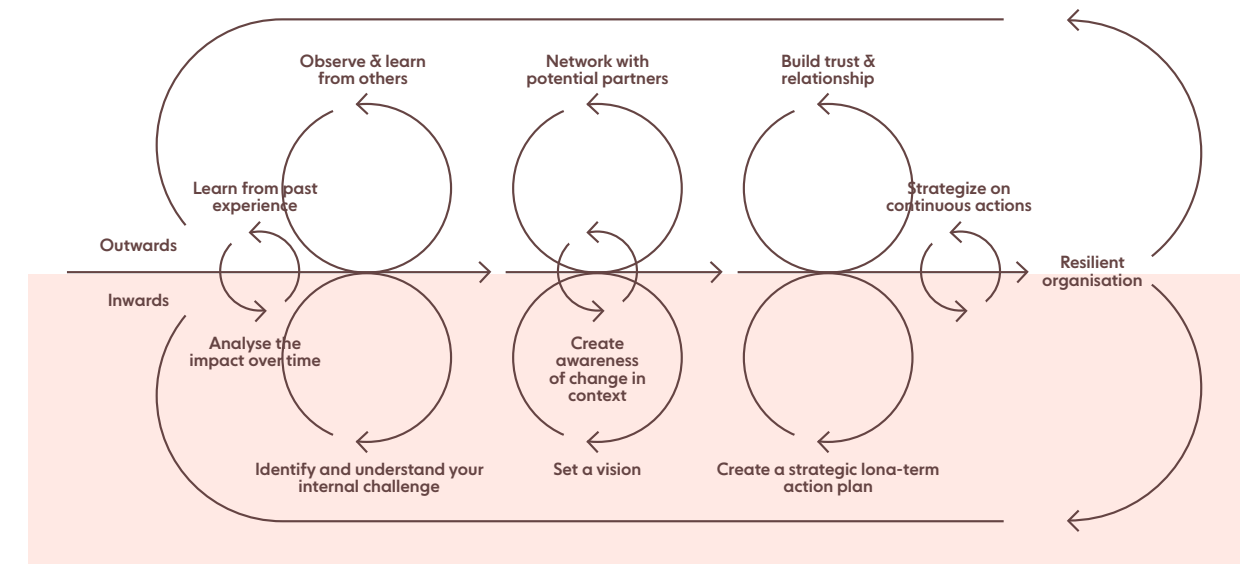 Observe & learn
from others
Network with
potential partners
Build trust &
relationship
Learn from past
experience
Strategize on
continuous actions
Outwards
Resilient
organisation
Inwards
Analyse the
impact over time
Create
awareness
of change in
context
Identify and understand your
internal challenge
Set a vision
Create a strategic lona-term
action plan